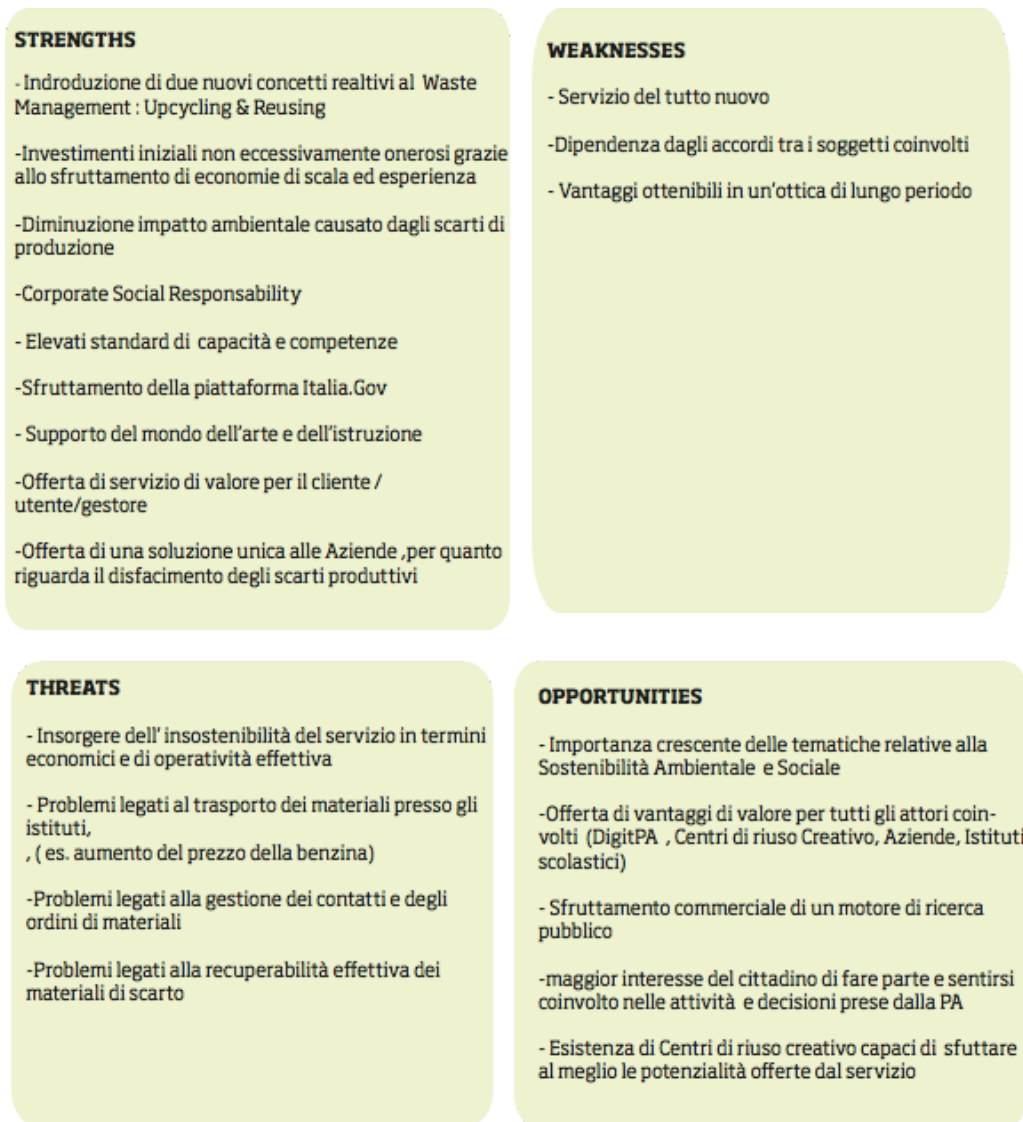 STRENGTHS
- Indroduzione di due nuovi concetti realtivi al Waste
Management : Upcycling & Reusing
-Investimenti iniziali non eccessivamente onerosi grazie
allo sfruttamento di economie di scala ed esperienza
-Diminuzione impatto ambientale causato dagli scarti di
produzione
-Corporate Social Responsability
- Elevati standard di capacità e competenze
-Sfruttamento della piattaforma Italia.Gov
- Supporto del mondo dell'arte e dell'istruzione
-Offerta di servizio di valore per il cliente /
utente/gestore
-Offerta di una soluzione unica alle Aziende ,per quanto
riguarda il disfacimento degli scarti produttivi
WEAKNESSES
- Servizio del tutto nuovo
-Dipendenza dagli accordi tra i soggetti coinvolti
- Vantaggi ottenibili in un'ottica di lungo periodo
THREATS
- Insorgere dell' insostenibilità del servizio in termini
economici e di operatività effettiva
- Problemi legati al trasporto dei materiali presso gli
istituti,
, ( es. aumento del prezzo della benzina)
-Problemi legati alla gestione dei contatti e degli
ordini di materiali
-Problemi legati alla recuperabilità effettiva dei
materiali di scarto
OPPORTUNITIES
- Importanza crescente delle tematiche relative alla
Sostenibilità Ambientale e Sociale
-Offerta di vantaggi di valore per tutti gli attori coin-
volti (DigitPA , Centri di riuso Creativo, Aziende, Istituti
scolastici)
- Sfruttamento commerciale di un motore di ricerca
pubblico
-maggior interesse del cittadino di fare parte e sentirsi
coinvolto nelle attività e decisioni prese dalla PA
- Esistenza di Centri di riuso creativo capaci di sfuttare
al meglio le potenzialità offerte dal servizio